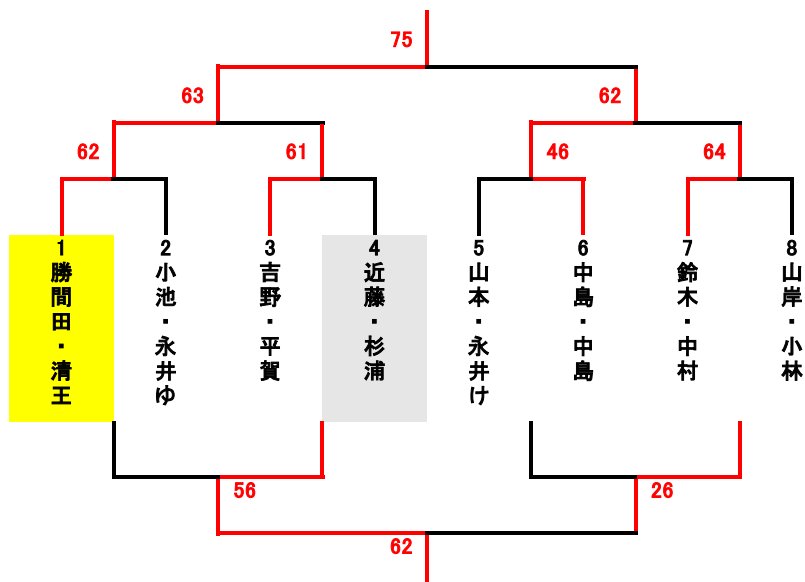 75
63
62
62
61
46
64
1勝間田・清王
2小池・永井ゆ
3吉野・平賀
4近藤・杉浦
5山本・永井け
6中島・中島
7鈴木・中村
8山岸・小林
56
26
62